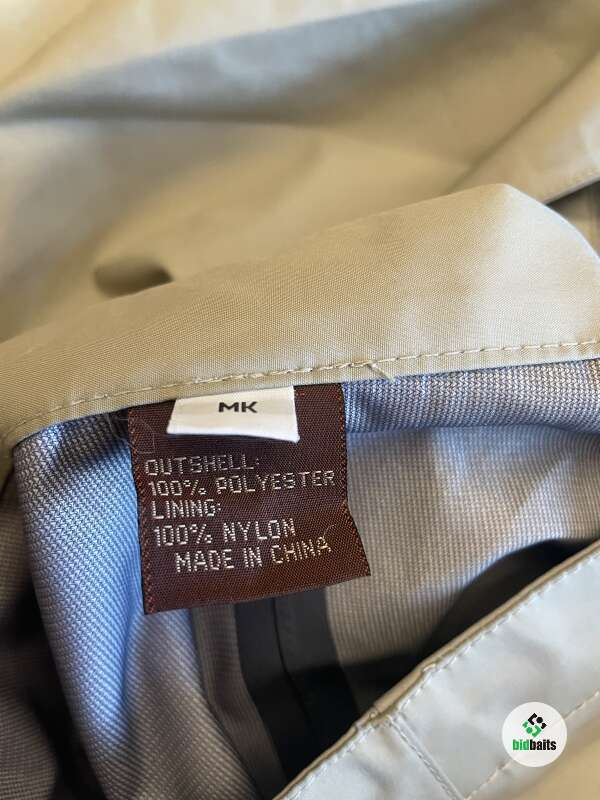 MK
OUTSHELL:
100% POLYESTER
LINING:
100% NYLON
MADE IN CHINA
bidbaits